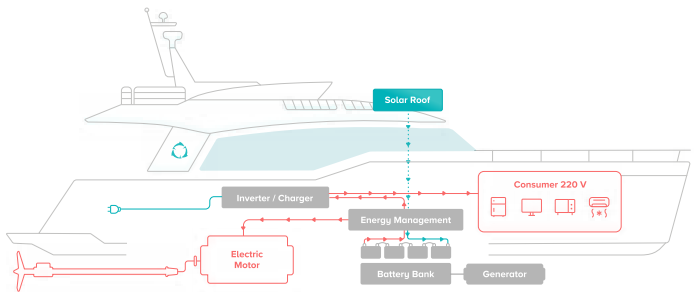 Solar Roof
Consumer 220 V
Inverter / Charger
Energy Management
Electric
Motor
Battery Bank
Generator